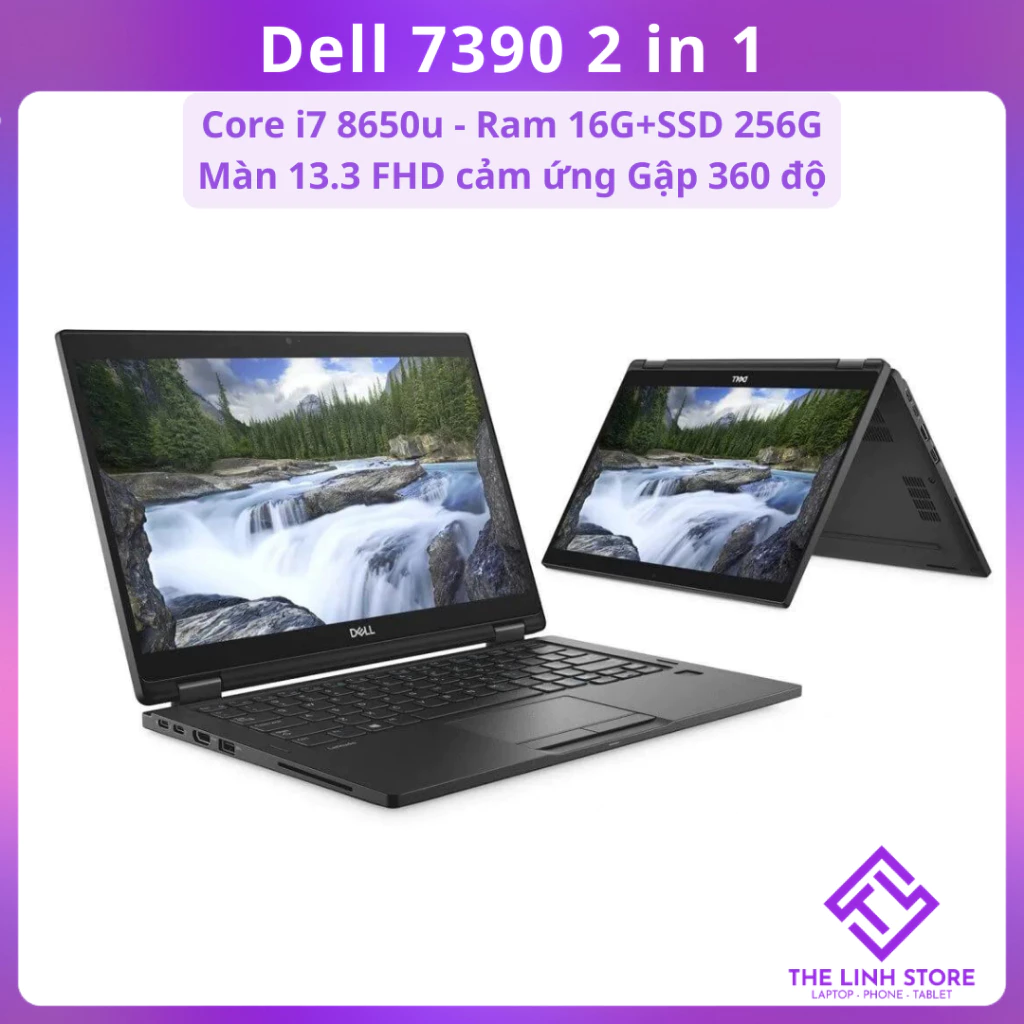 Dell 7390 2 in 1
Core i7 8650u - Ram 16G+SSD 256G
Màn 13.3 FHD cảm ứng Gập 360 độ
DELL
DELL
THE LINH STORE
LAPTOP - PHONE - TABLET